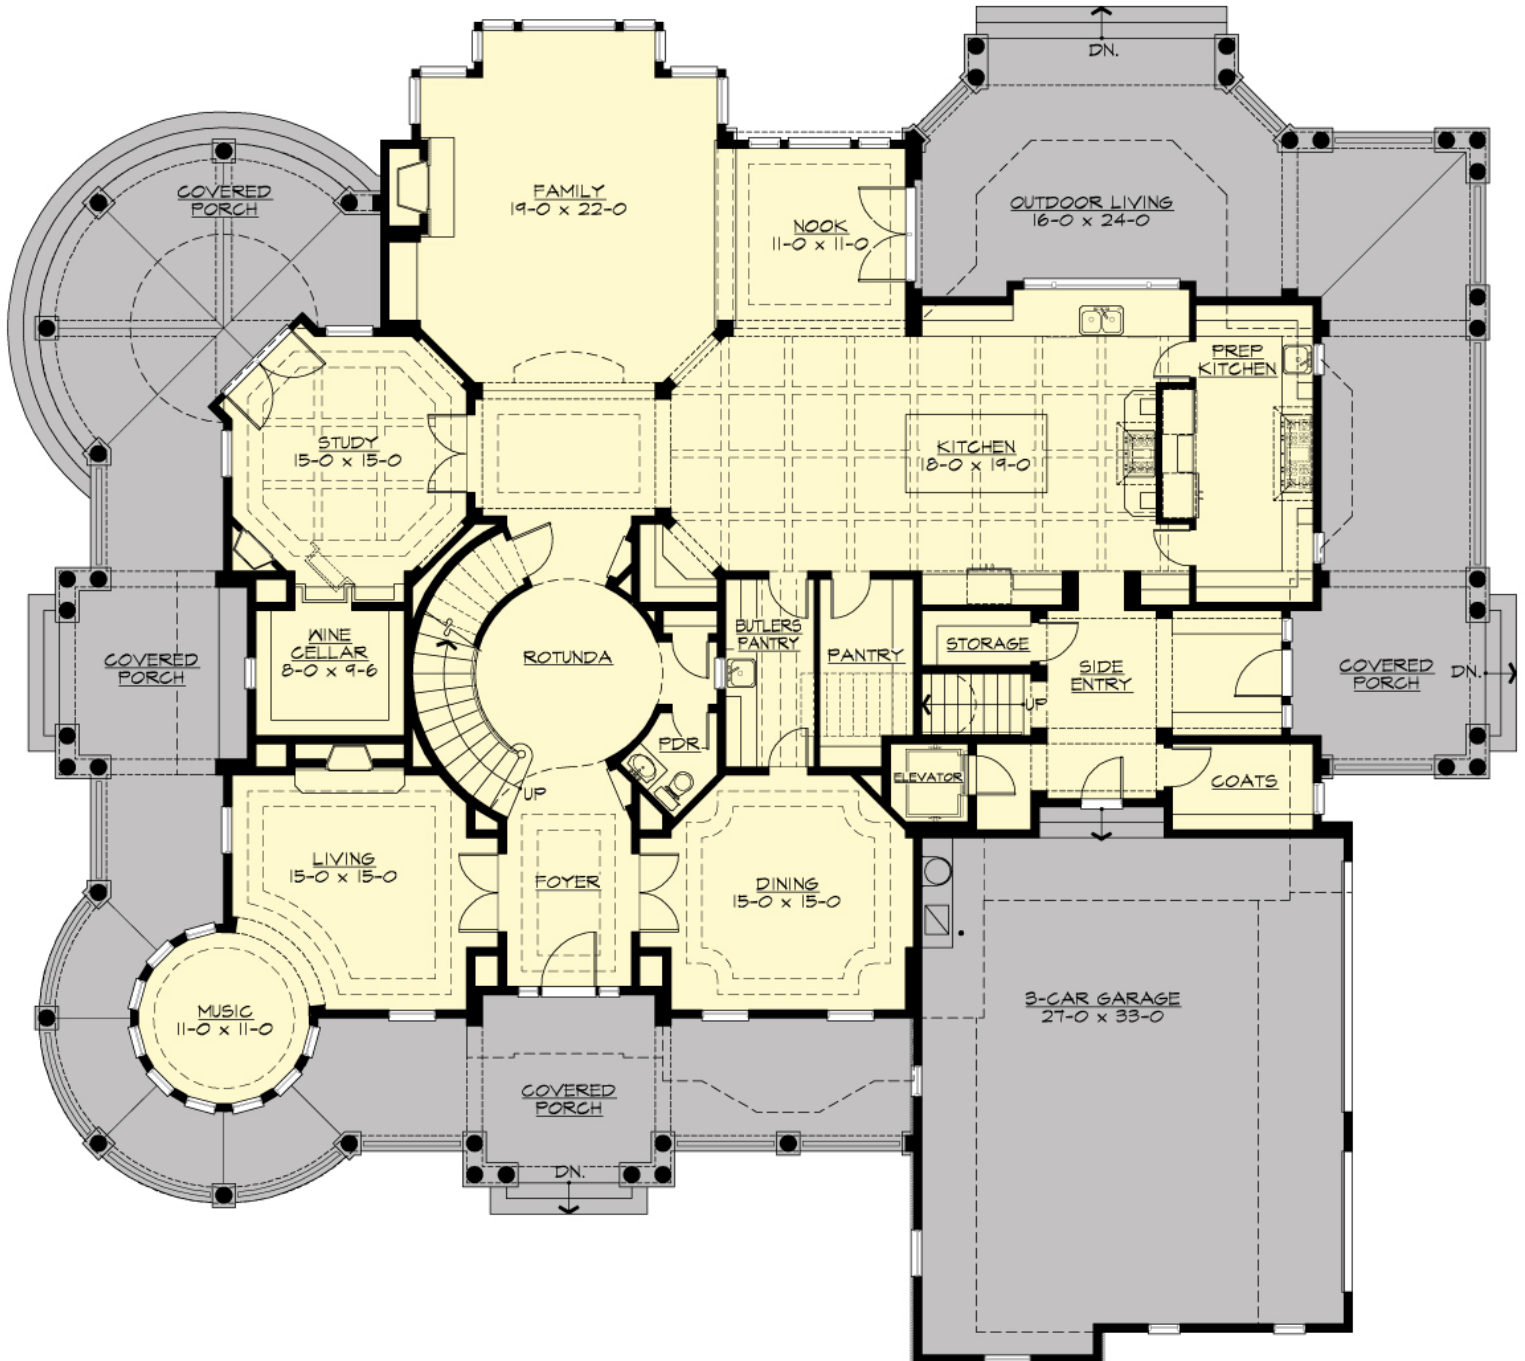 DN.
COVERED
PORCH
FAMILY
19-0 x 22-0
OUTDOOR LIVING
16-0 x 24-0
NOOK
11-0 x 11-0
PREP
KITCHEN
STUDY
15-0 x 15-0
KITCHEN
18-0 x 19-0
WINE
CELLAR
8-0 x 9-6
ROTUNDA
BUTLERS
PANTRY
PANTRY
STORAGE
SIDE
ENTRY
COVERED
PORCH
COVERED
PORCH
DN.
UP
PDR.
ELEVATOR
COATS
UP
LIVING
15-0 x 15-0
FOYER
DINING
15-0 x 15-0
MUSIC
11-0 x 11-0
3-CAR GARAGE
27-0 x 33-0
COVERED
PORCH
DN.